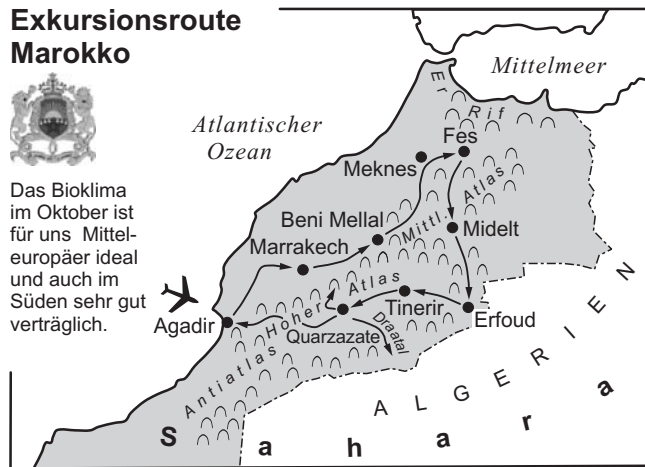 Exkursionsroute
Marokko
Das Bioklima
im Oktober ist
für uns Mittel-
europäer ideal
und auch im
Süden sehr gut
verträglich.
Mittelmeer
Atlantischer
Ozean
Er Rif
Fes
Meknes
Mittl. Atlas
Beni Mellal
Midelt
Marrakech
Hoher Atlas
Agadir
Tinerir
Erfoud
Quarzazate
Draatal
Antiatlas
ALGERIEN
Sahara